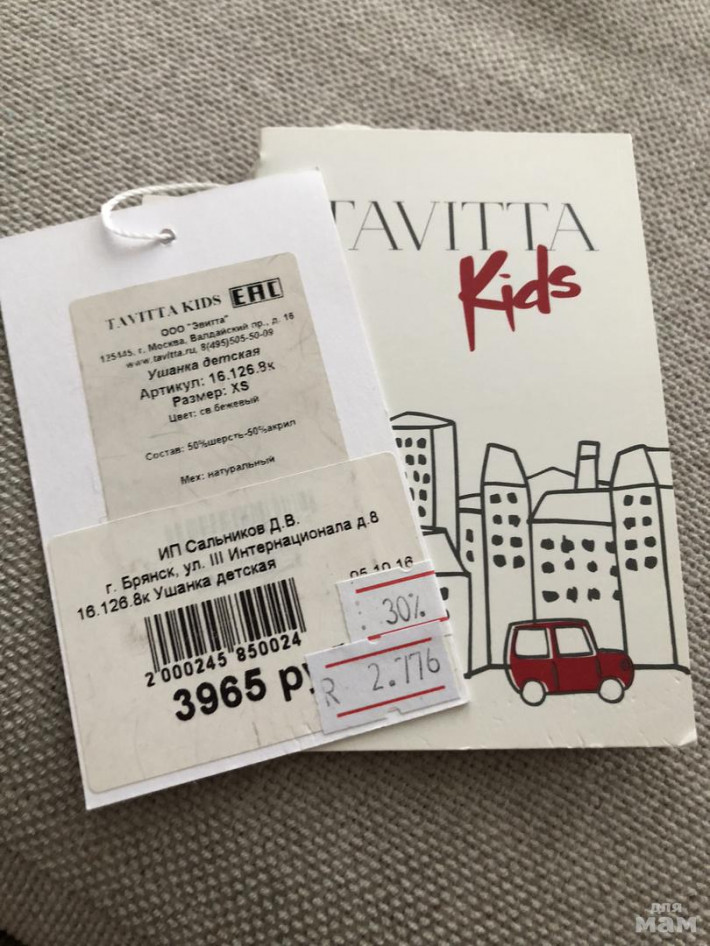 TAVITTA
Kids
TAVITTA KIDS EAC
ООО "Эвитта"
125445, г. Москва, Валдайский пр., д. 16
www.tavitta.ru, 8(495)505-50-09
Ушанка детская
Артикул: 16.126.8к
Размер: XS
Цвет: св.бежевый
Состав: 50%шерсть-50%акрил
Мех: натуральный
ИП Сальников Д.В.
г. Брянск, ул. III Интернационала д.8
16.126.8к Ушанка детская
05.10.16
2 000245 850024
3965
30%
2.776
для
мам